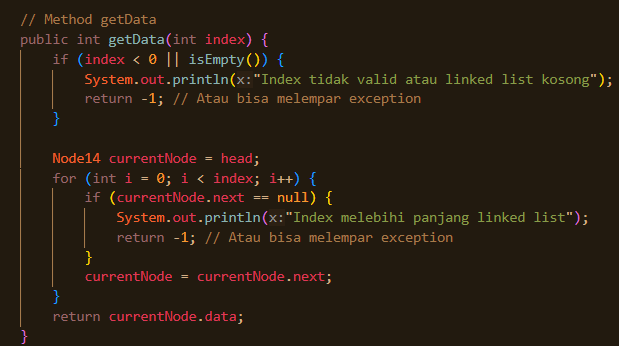 // Method getData
public int getData(int index) {
    if (index < 0 || isEmpty()) {
        System.out.println(x:"Index tidak valid atau linked list kosong");
        return -1; // Atau bisa melempar exception
    }

    Node14 currentNode = head;
    for (int i = 0; i < index; i++) {
        if (currentNode.next == null) {
            System.out.println(x:"Index melebihi panjang linked list");
            return -1; // Atau bisa melempar exception
        }
        currentNode = currentNode.next;
    }
    return currentNode.data;
}